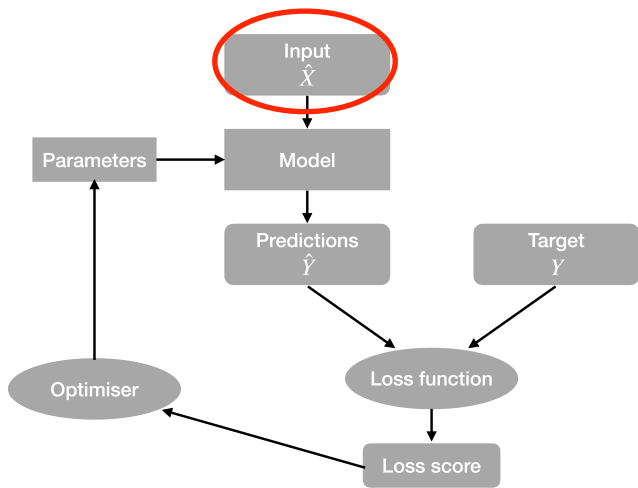 Input
X̂
Parameters
Model
Predictions
Ŷ
Target
Y
Optimiser
Loss function
Loss score